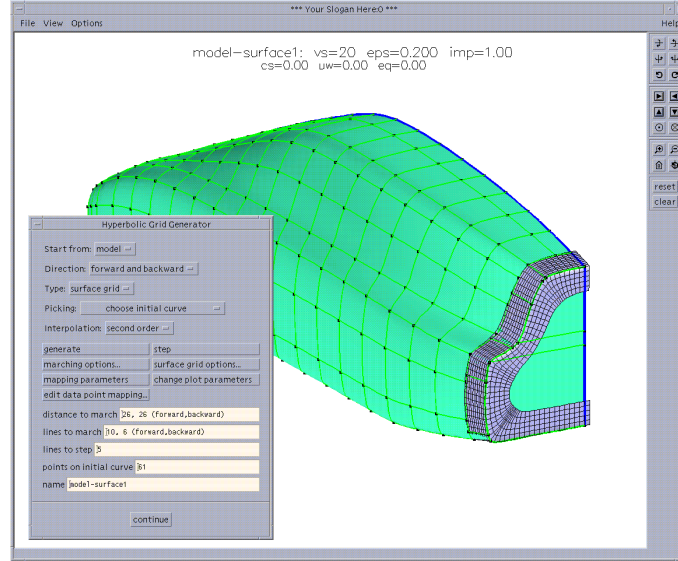 *** Your Slogan Here:0 ***
File View Options Help
model-surface1: vs=20 eps=0.200 imp=1.00
cs=0.00 uw=0.00 eq=0.00
reset
clear
Hyperbolic Grid Generator
Start from: model
Direction: forward and backward
Type: surface grid
Picking: choose initial curve
Interpolation: second order
generate step
marching options... surface grid options...
mapping parameters change plot parameters
edit data point mapping...
distance to march 26, 26 (forward,backward)
lines to march 10, 6 (forward,backward)
lines to step 5
points on initial curve 61
name model-surface1
continue